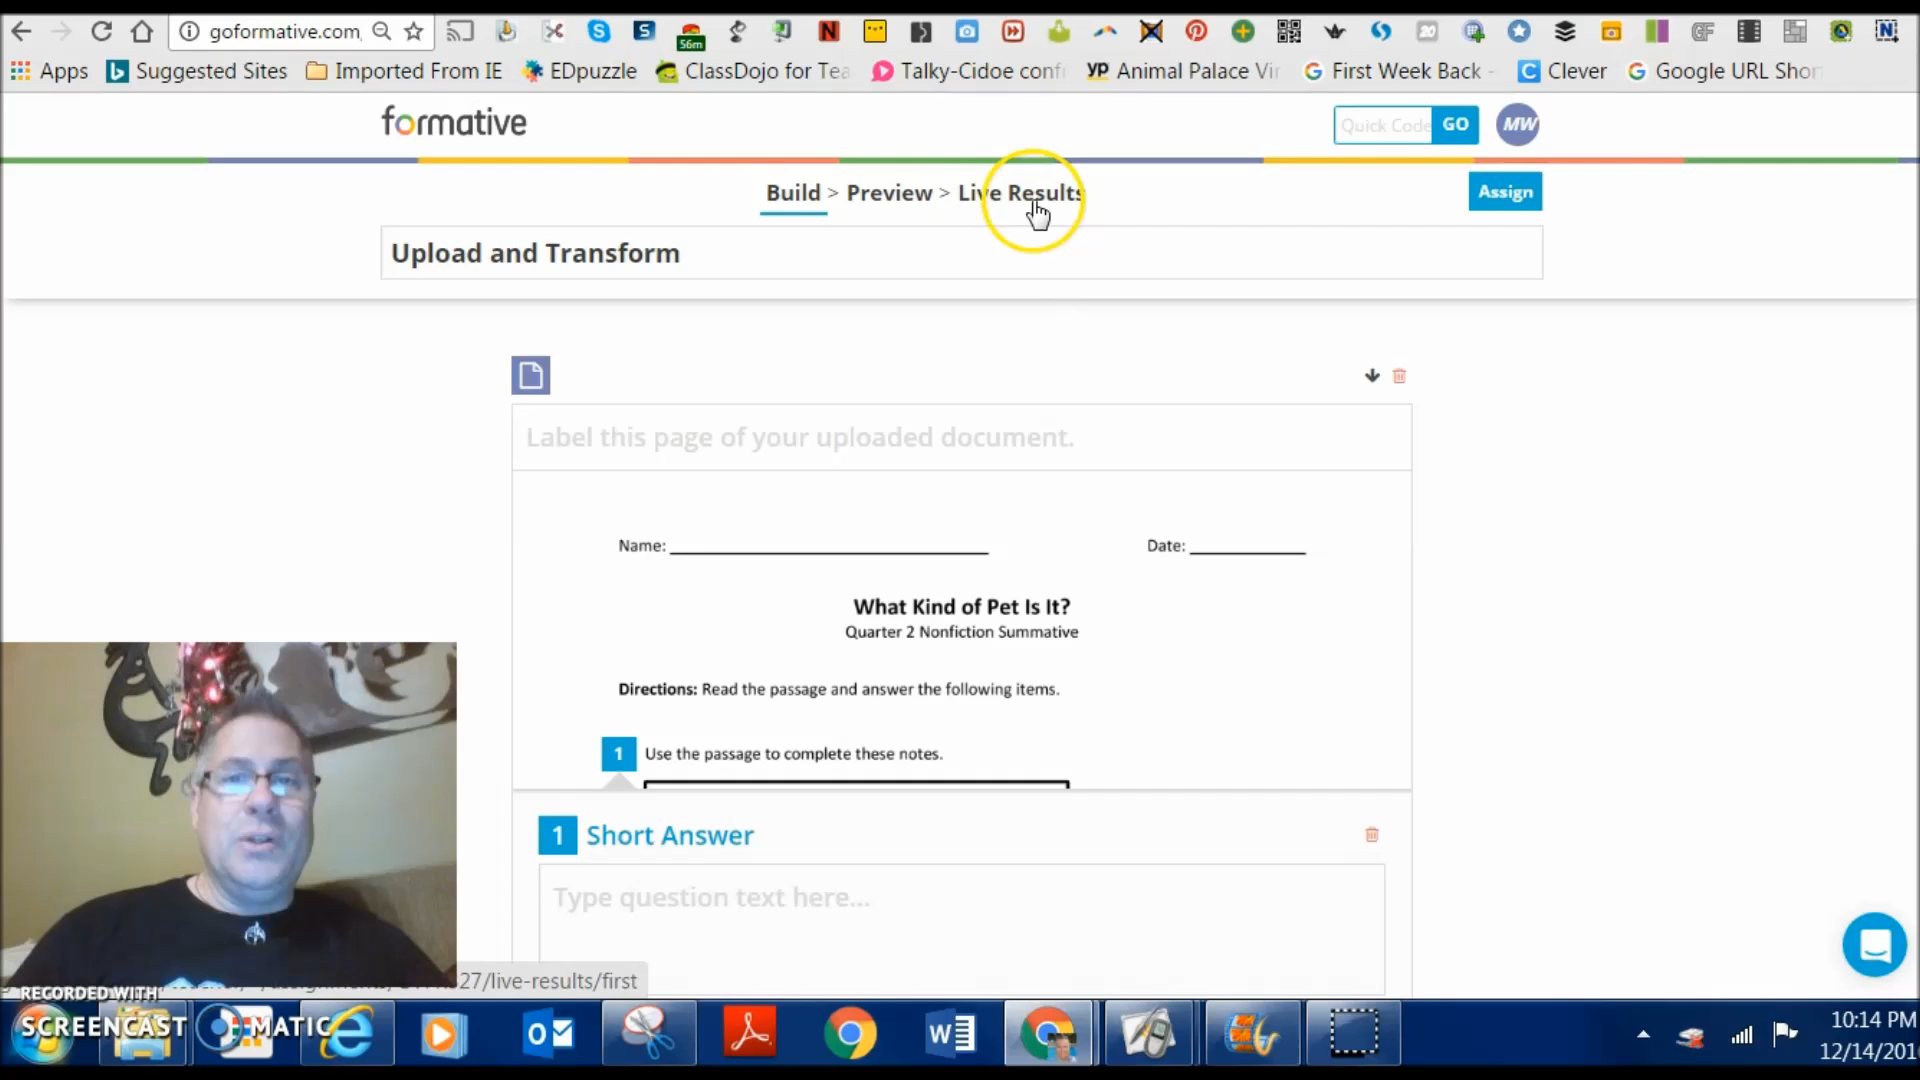 goformative.com
56m
Apps Suggested Sites Imported From IE EDpuzzle ClassDojo for Tea Talky-Cidoe conf Animal Palace Vir First Week Back - Clever Google URL Shor
formative
Quick Code GO MW
Build > Preview > Live Results
Assign
Upload and Transform
Label this page of your uploaded document.
Name: Date:
What Kind of Pet Is It?
Quarter 2 Nonfiction Summative
Directions: Read the passage and answer the following items.
1 Use the passage to complete these notes.
1 Short Answer
Type question text here...
27/live-results/first
RECORDED WITH
SCREENCAST MATIC
10:14 PM
12/14/201